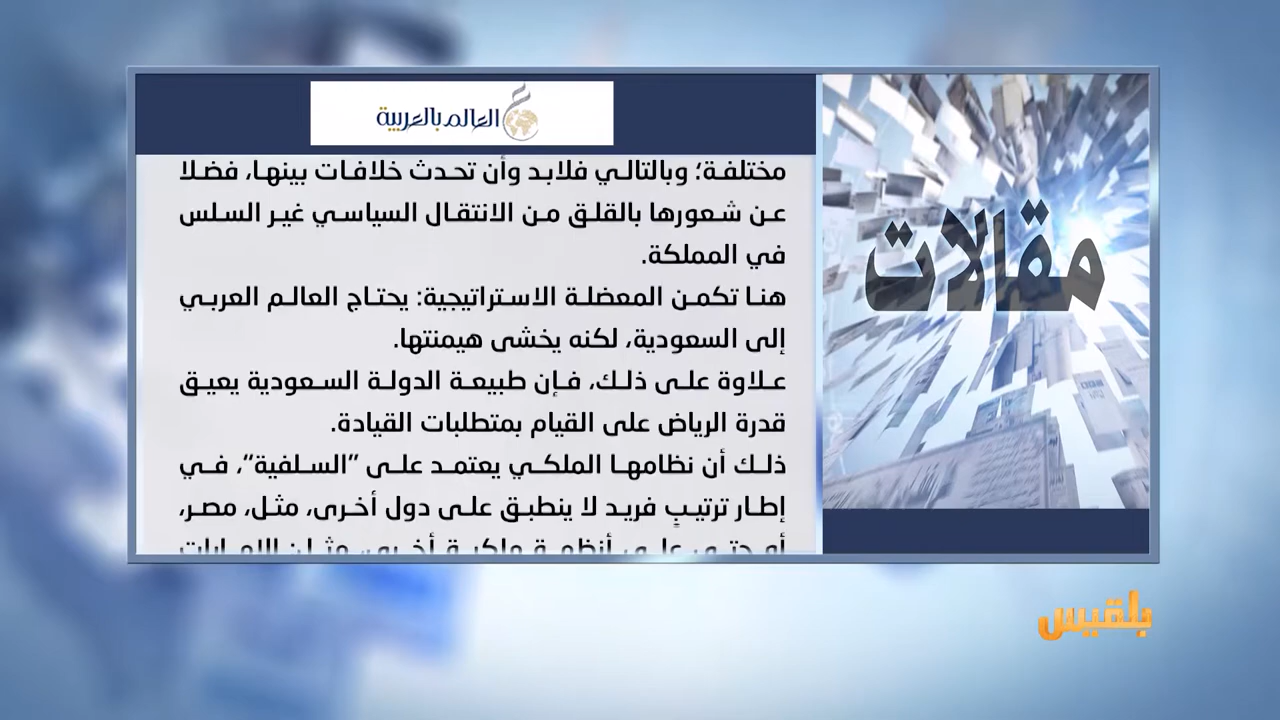 العالم بالعربية
مختلفة؛ وبالتالي فلابد وأن تحدث خلافات بينها، فضلا
عن شعورها بالقلق من الانتقال السياسي غير السلس
في المملكة.
هنا تكمن المعضلة الاستراتيجية: يحتاج العالم العربي
إلى السعودية، لكنه يخشى هيمنتها.
علاوة على ذلك، فإن طبيعة الدولة السعودية يعيق
قدرة الرياض على القيام بمتطلبات القيادة.
ذلك أن نظامها الملكي يعتمد على "السلفية"، في
إطار ترتيبٍ فريد لا ينطبق على دول أخرى، مثل، مصر،
مقالات
بلقيس